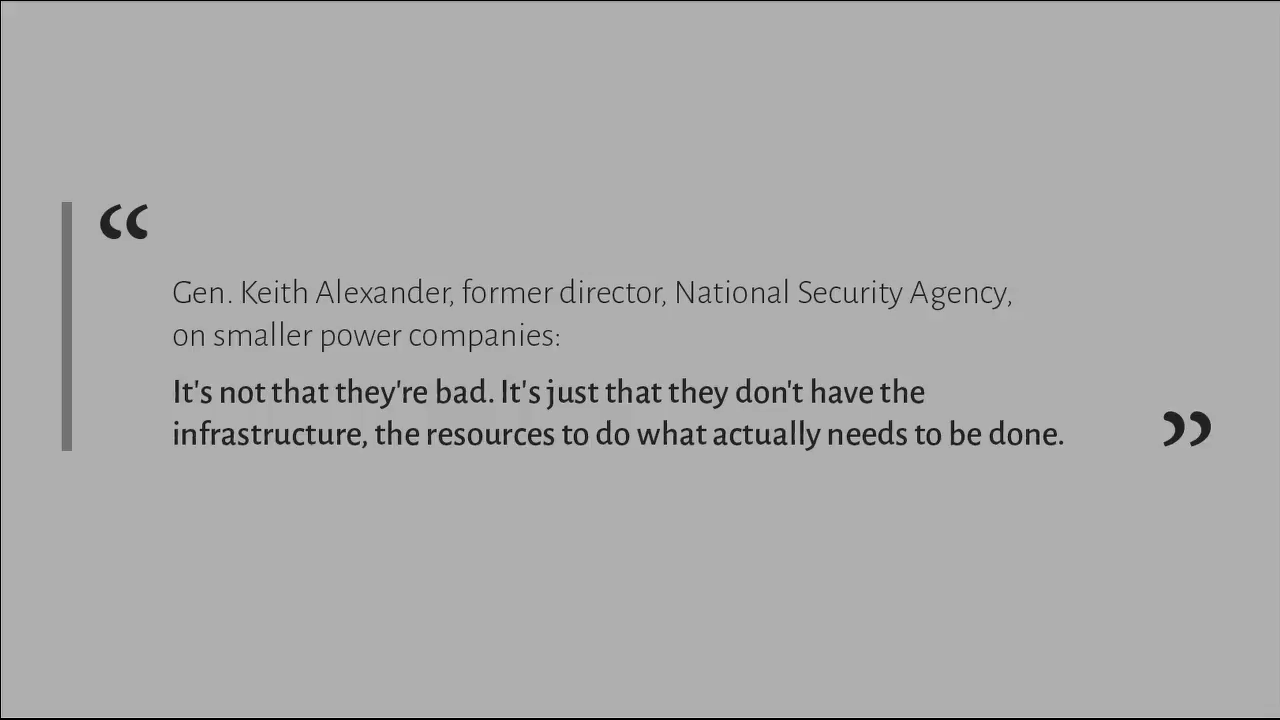 “
Gen. Keith Alexander, former director, National Security Agency,
on smaller power companies:
It's not that they're bad. It's just that they don't have the
infrastructure, the resources to do what actually needs to be done.
”